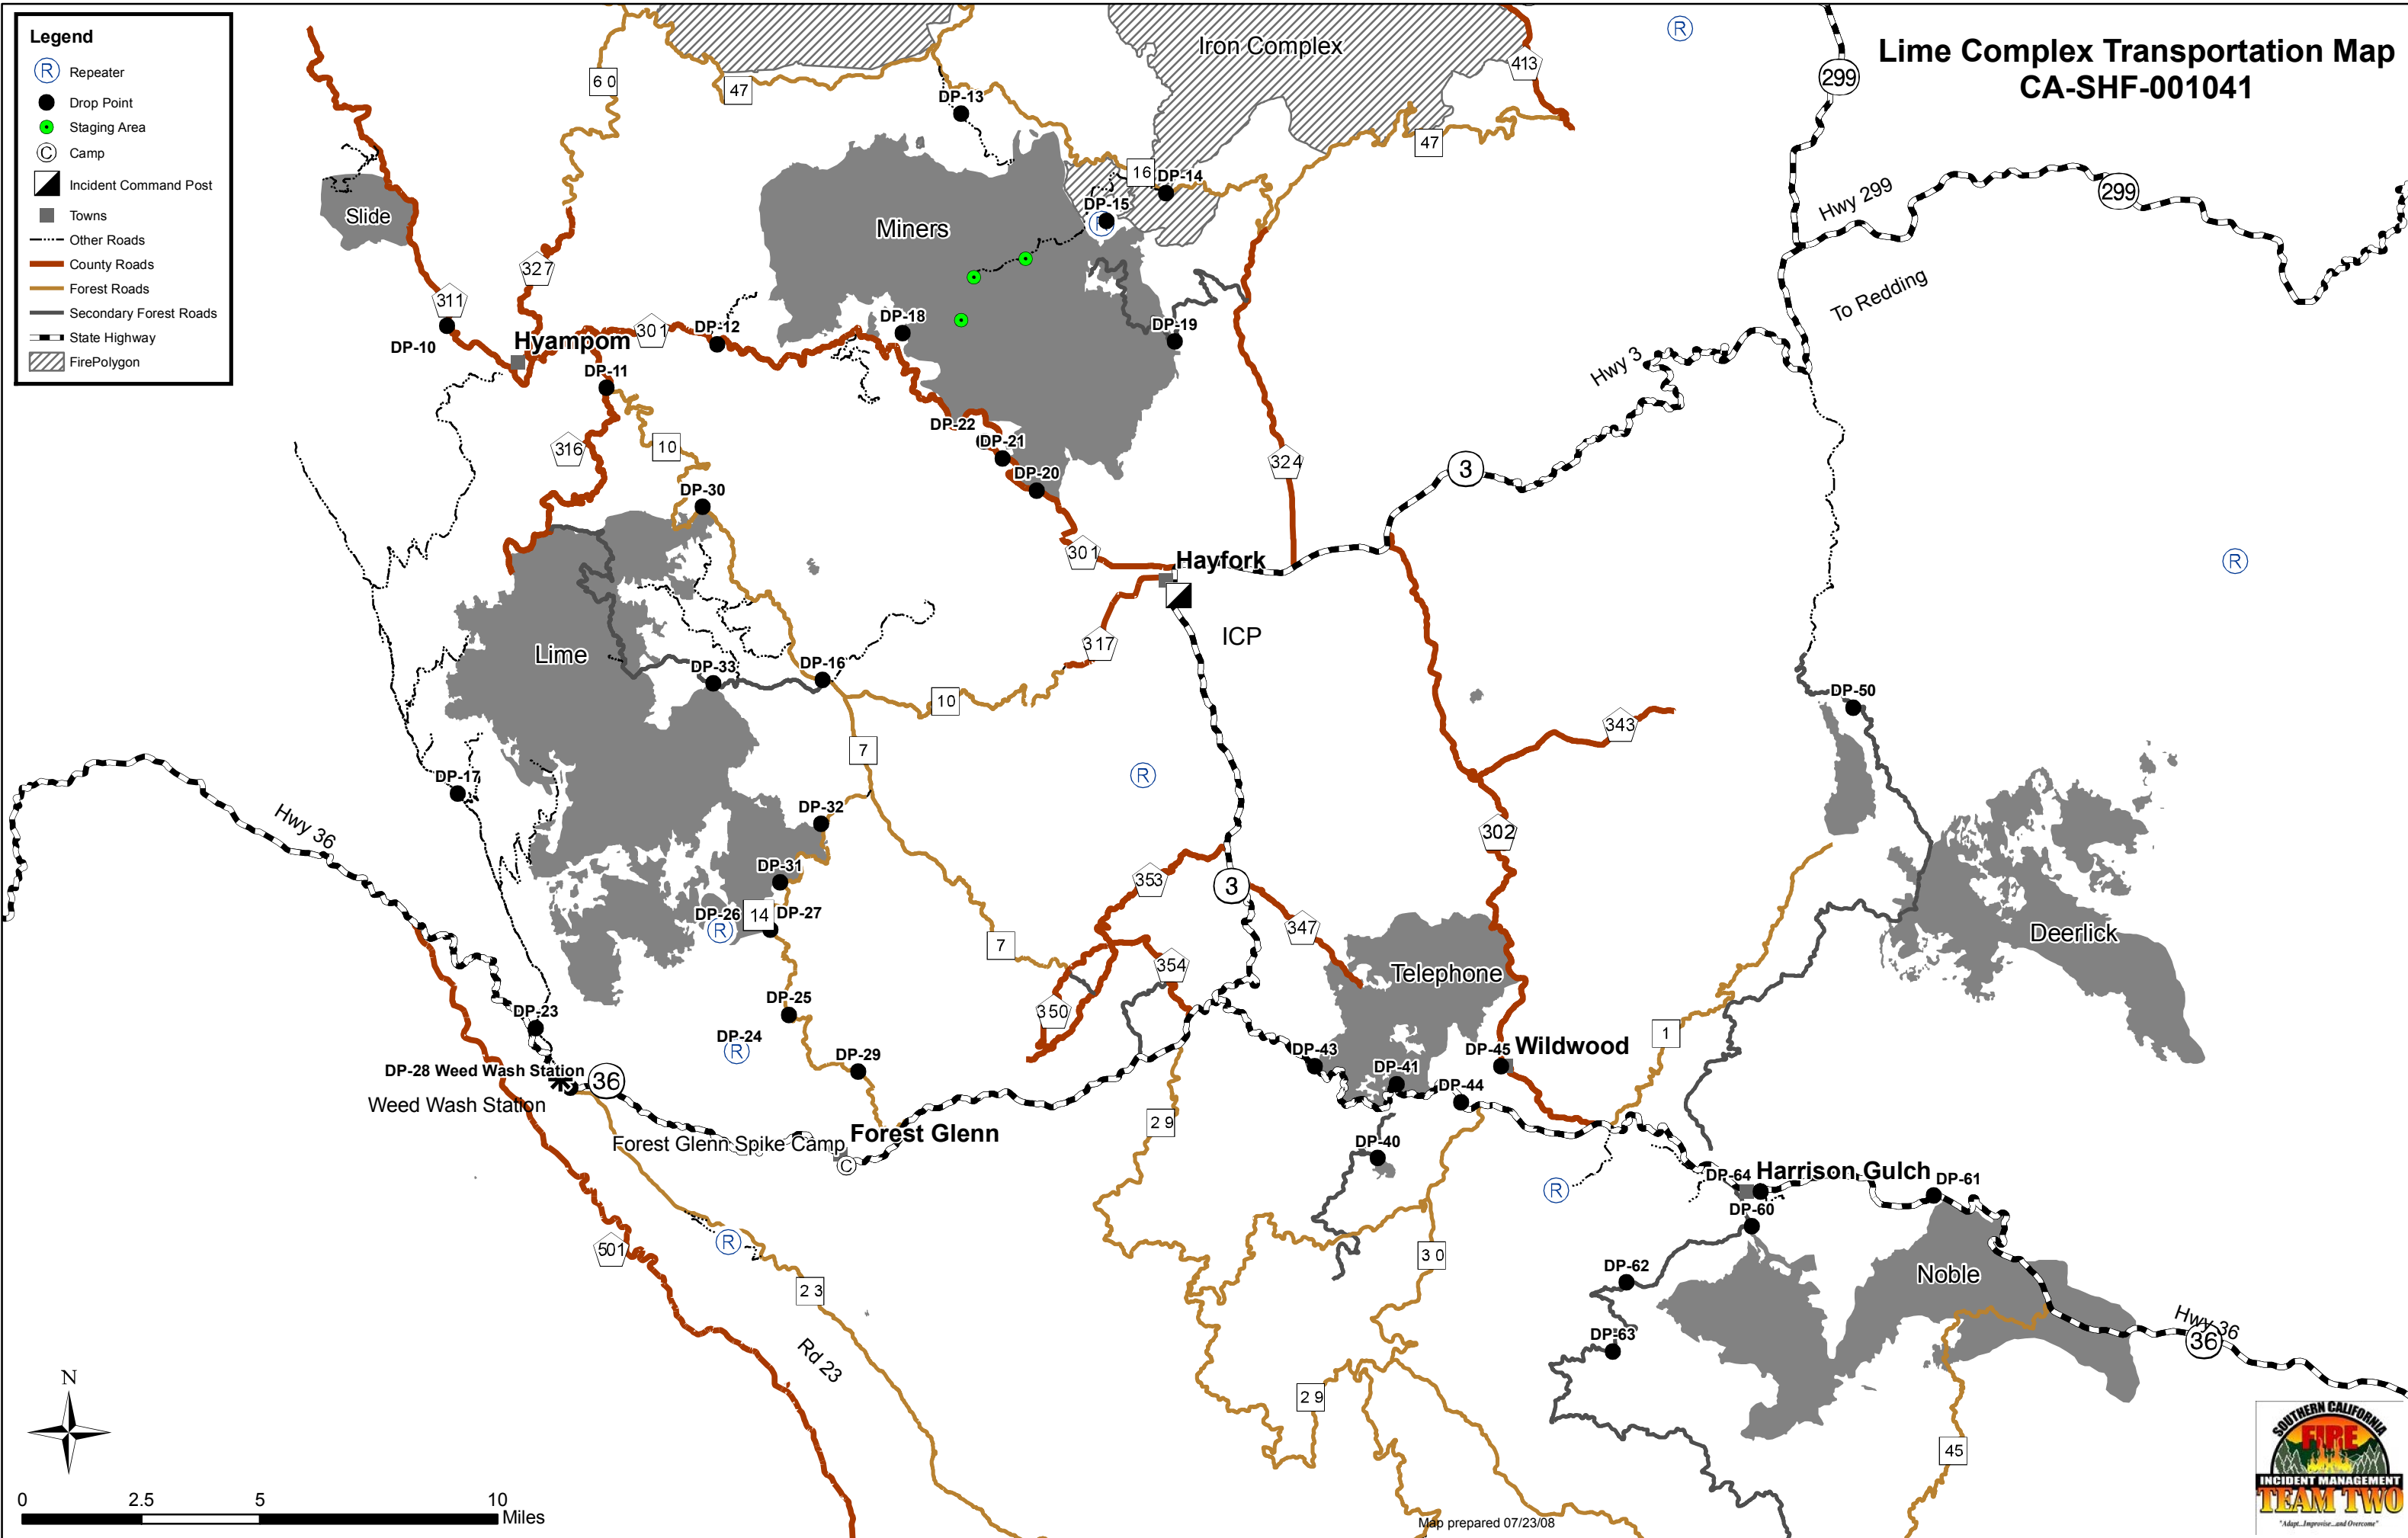 Legend
R Repeater
Drop Point
Staging Area
C Camp
Incident Command Post
Towns
Other Roads
County Roads
Forest Roads
Secondary Forest Roads
State Highway
FirePolygon
Lime Complex Transportation Map
CA-SHF-001041
Iron Complex
R
413
299
60
47
DP-13
47
16
DP-14
DP-15
R
Slide
Miners
Hwy 299
299
327
311
To Redding
DP-10
Hyampom
301
DP-12
DP-18
DP-19
Hwy 3
DP-11
316
10
DP-22
DP-21
DP-20
324
3
DP-30
301
Hayfork
R
ICP
317
Lime
DP-33
DP-16
10
7
343
DP-50
R
DP-17
Hwy 36
DP-32
302
DP-31
353
3
DP-26
R
14
DP-27
347
7
354
Telephone
Deerlick
350
DP-25
DP-23
DP-24
R
DP-29
1
DP-43
DP-45
Wildwood
DP-28 Weed Wash Station
36
Weed Wash Station
DP-41
DP-44
Forest Glenn Spike Camp
C
Forest Glenn
29
DP-40
R
DP-64
Harrison Gulch
DP-61
DP-60
501
R
30
DP-62
Noble
23
Rd 23
DP-63
Hwy 36
36
29
45
N
0 2.5 5 10
Miles
Map prepared 07/23/08
SOUTHERN CALIFORNIA
FIRE
INCIDENT MANAGEMENT
TEAM TWO
"Adapt...Improvise...and Overcome"